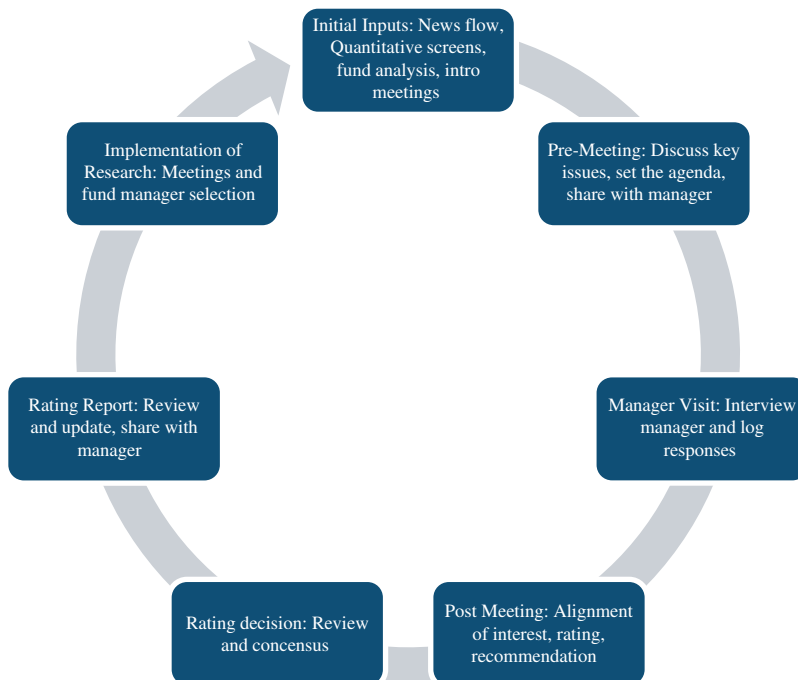 Initial Inputs: News flow,
Quantitative screens,
fund analysis, intro
meetings
Pre-Meeting: Discuss key
issues, set the agenda,
share with manager
Manager Visit: Interview
manager and log
responses
Post Meeting: Alignment
of interest, rating,
recommendation
Rating decision: Review
and concensus
Rating Report: Review
and update, share with
manager
Implementation of
Research: Meetings and
fund manager selection